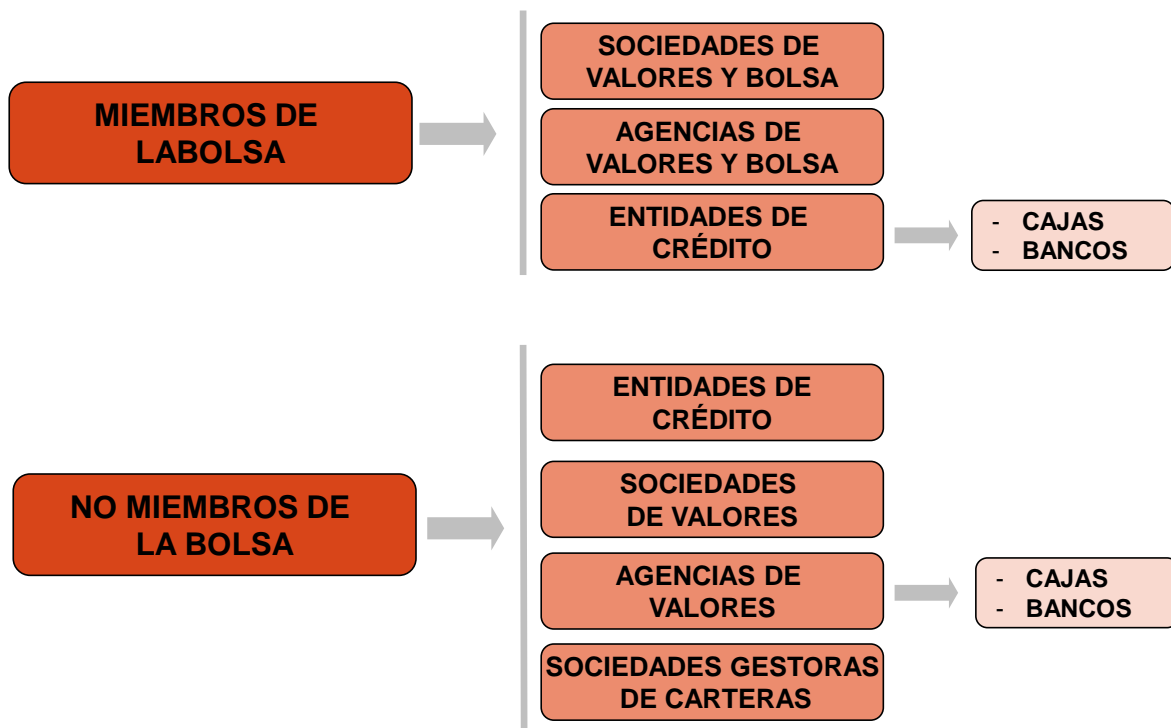 MIEMBROS DE
LABOLSA
SOCIEDADES DE
VALORES Y BOLSA
AGENCIAS DE
VALORES Y BOLSA
ENTIDADES DE
CRÉDITO
- CAJAS
- BANCOS
NO MIEMBROS DE
LA BOLSA
ENTIDADES DE
CRÉDITO
SOCIEDADES
DE VALORES
AGENCIAS DE
VALORES
- CAJAS
- BANCOS
SOCIEDADES GESTORAS
DE CARTERAS